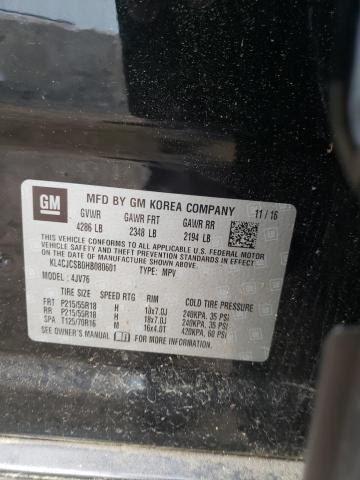 GM
MFD BY GM KOREA COMPANY 11/16
GVWR GAWR FRT GAWR RR
4286 LB 2348 LB 2194 LB
THIS VEHICLE CONFORMS TO ALL APPLICABLE U.S. FEDERAL MOTOR
VEHICLE SAFETY, BUMPER, AND THEFT PREVENTION STANDARDS IN
EFFECT ON THE DATE OF MANUFACTURE SHOWN ABOVE.
KL4CJCSB0HB080601 TYPE: MPV
MODEL: 4JV76
TIRE SIZE SPEED RTG RIM COLD TIRE PRESSURE
FRT P215/55R18 H 18x7.0J 240KPA, 35 PSI
RR P215/55R18 H 18x7.0J 240KPA, 35 PSI
SPA T125/70R16 M 16x4.0T 420KPA, 60 PSI
SEE OWNER'S MANUAL FOR ADDITIONAL INFORMATION.